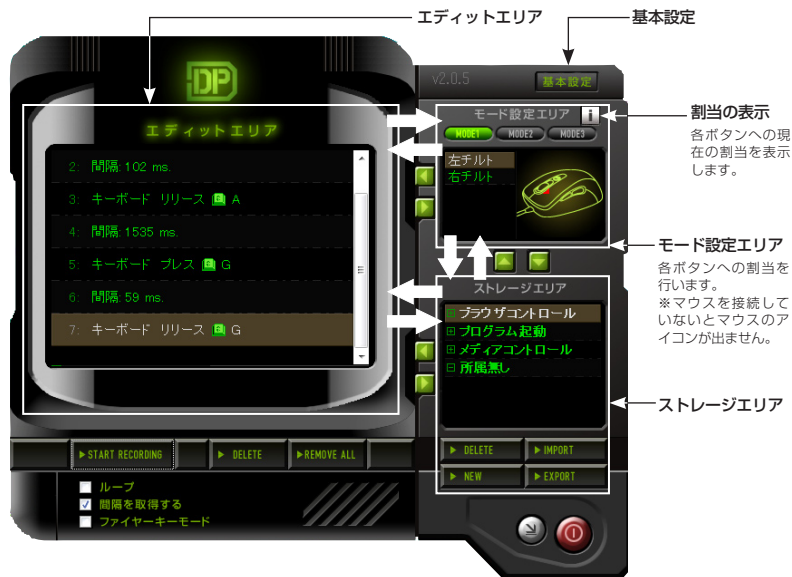 エディットエリア
基本設定
DP
v2.0.5
基本設定
エディットエリア
モード設定エリア
i
MODE1
MODE2
MODE3
割当の表示
各ボタンへの現
在の割当を表示
します。
左チルト
右チルト
2: 間隔: 102 ms.
3: キーボード リリース A
4: 間隔: 1535 ms.
5: キーボード プレス G
6: 間隔: 59 ms.
7: キーボード リリース G
モード設定エリア
各ボタンへの割当を
行います。
※マウスを接続して
いないとマウスのア
イコンが出ません。
ストレージエリア
ブラウザコントロール
プログラム起動
メディアコントロール
所属無し
ストレージエリア
START RECORDING
DELETE
REMOVE ALL
DELETE
IMPORT
NEW
EXPORT
ループ
間隔を取得する
ファイヤーキーモード